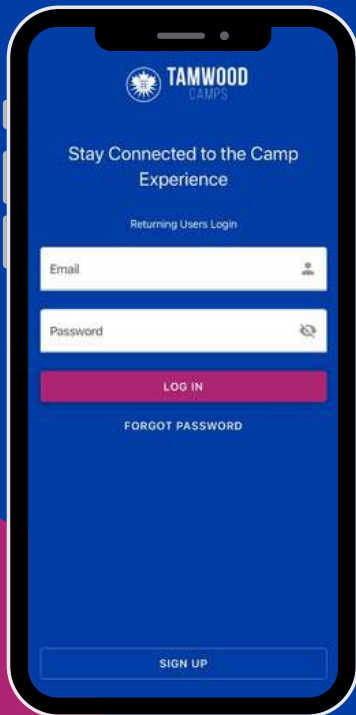 TAMWOOD
CAMPS
Stay Connected to the Camp
Experience
Returning Users Login
Email
Password
LOG IN
FORGOT PASSWORD
SIGN UP